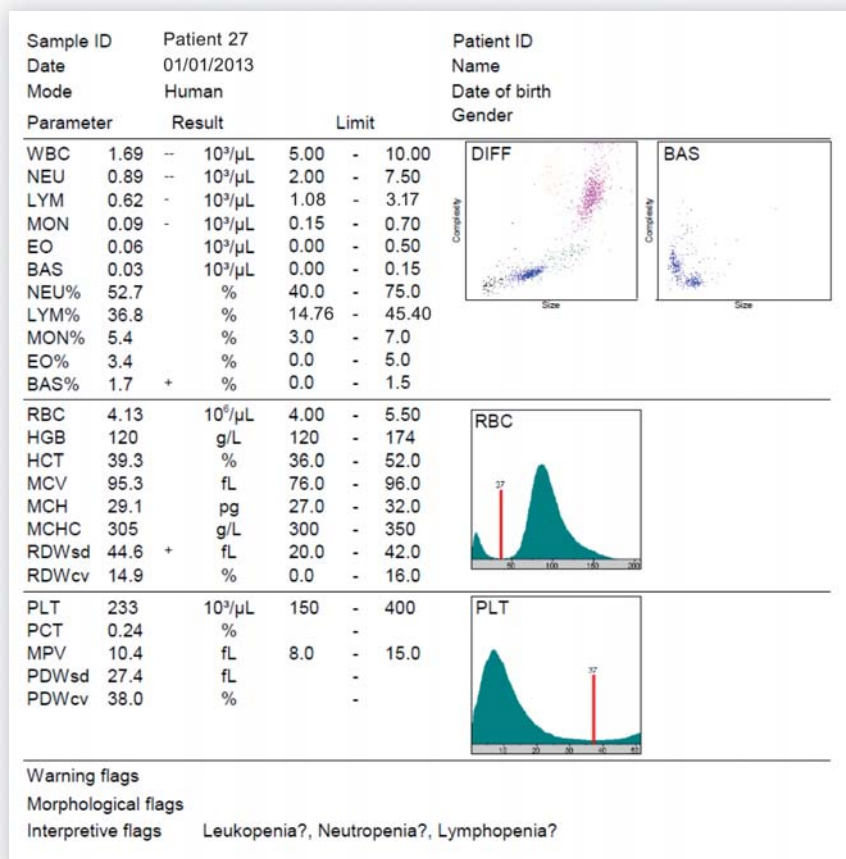 Sample ID Patient 27 Patient ID
Date 01/01/2013 Name
Mode Human Date of birth
Parameter Result Limit Gender
WBC 1.69 -- 10³/µL 5.00 - 10.00
NEU 0.89 -- 10³/µL 2.00 - 7.50
LYM 0.62 - 10³/µL 1.08 - 3.17
MON 0.09 - 10³/µL 0.15 - 0.70
EO 0.06 10³/µL 0.00 - 0.50
BAS 0.03 10³/µL 0.00 - 0.15
NEU% 52.7 % 40.0 - 75.0
LYM% 36.8 % 14.76 - 45.40
MON% 5.4 % 3.0 - 7.0
EO% 3.4 % 0.0 - 5.0
BAS% 1.7 + % 0.0 - 1.5
DIFF
Complexity
Size
BAS
Complexity
Size
RBC 4.13 10⁶/µL 4.00 - 5.50
HGB 120 g/L 120 - 174
HCT 39.3 % 36.0 - 52.0
MCV 95.3 fL 76.0 - 96.0
MCH 29.1 pg 27.0 - 32.0
MCHC 305 g/L 300 - 350
RDWsd 44.6 + fL 20.0 - 42.0
RDWcv 14.9 % 0.0 - 16.0
RBC
37
50 100 150 200
PLT 233 10³/µL 150 - 400
PCT 0.24 % -
MPV 10.4 fL 8.0 - 15.0
PDWsd 27.4 fL -
PDWcv 38.0 % -
PLT
37
10 20 30 40 50
Warning flags
Morphological flags
Interpretive flags Leukopenia?, Neutropenia?, Lymphopenia?